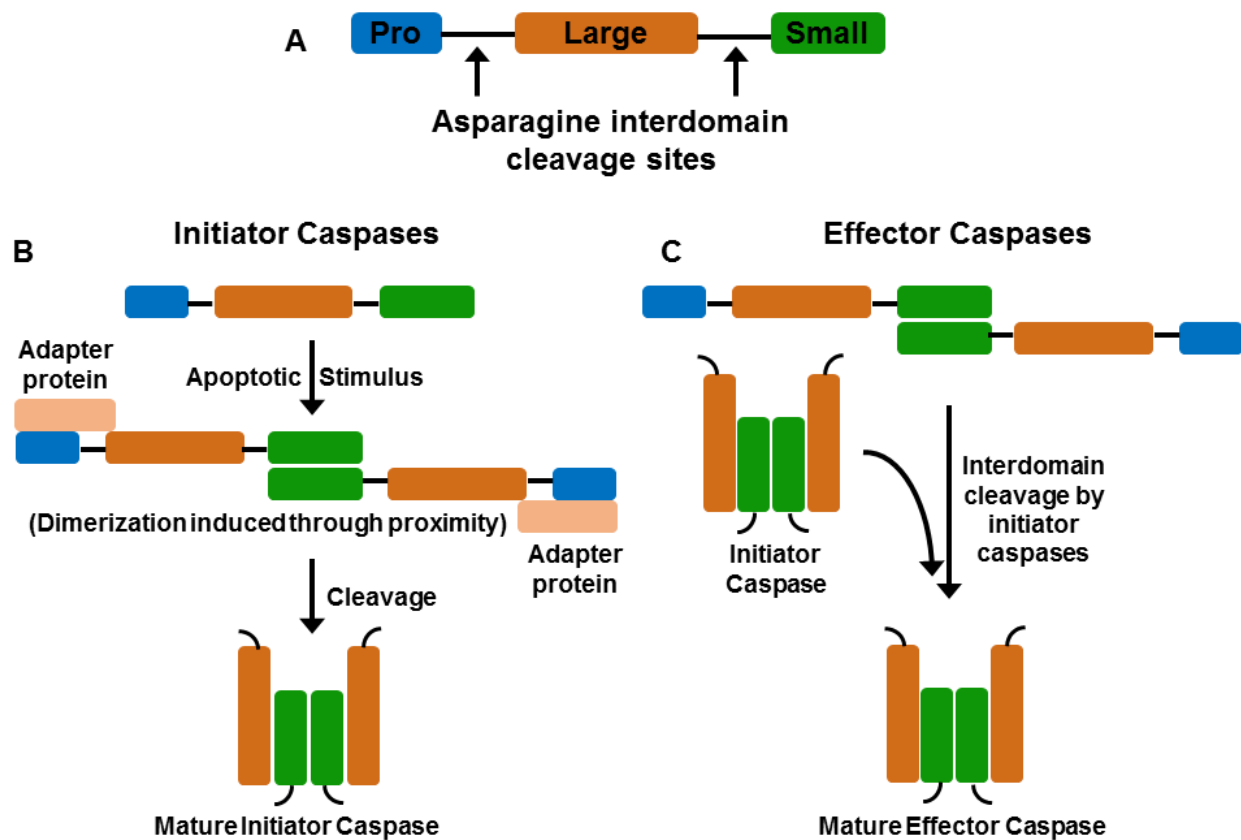 A
Pro
Large
Small
Asparagine interdomain
cleavage sites
Initiator Caspases
B
Adapter
protein
Apoptotic Stimulus
(Dimerization induced through proximity)
Adapter
protein
Cleavage
Mature Initiator Caspase
Effector Caspases
C
Initiator
Caspase
Interdomain
cleavage by
initiator
caspases
Mature Effector Caspase